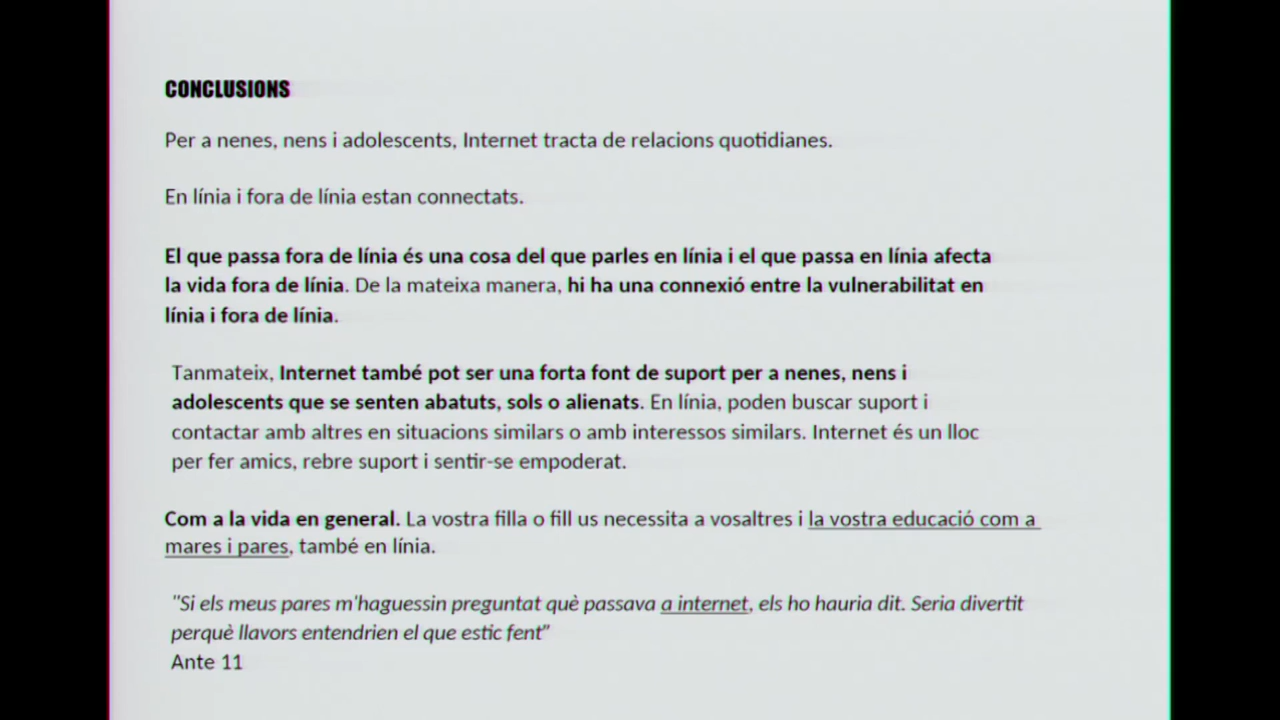 CONCLUSIONS
Per a nenes, nens i adolescents, Internet tracta de relacions quotidianes.
En línia i fora de línia estan connectats.
El que passa fora de línia és una cosa del que parles en línia i el que passa en línia afecta
la vida fora de línia. De la mateixa manera, hi ha una connexió entre la vulnerabilitat en
línia i fora de línia.
Tanmateix, Internet també pot ser una forta font de suport per a nenes, nens i
adolescents que se senten abatuts, sols o alienats. En línia, poden buscar suport i
contactar amb altres en situacions similars o amb interessos similars. Internet és un lloc
per fer amics, rebre suport i sentir-se empoderat.
Com a la vida en general. La vostra filla o fill us necessita a vosaltres i la vostra educació com a
mares i pares, també en línia.
"Si els meus pares m'haguessin preguntat què passava a internet, els ho hauria dit. Seria divertit
perquè llavors entendrien el que estic fent"
Ante 11